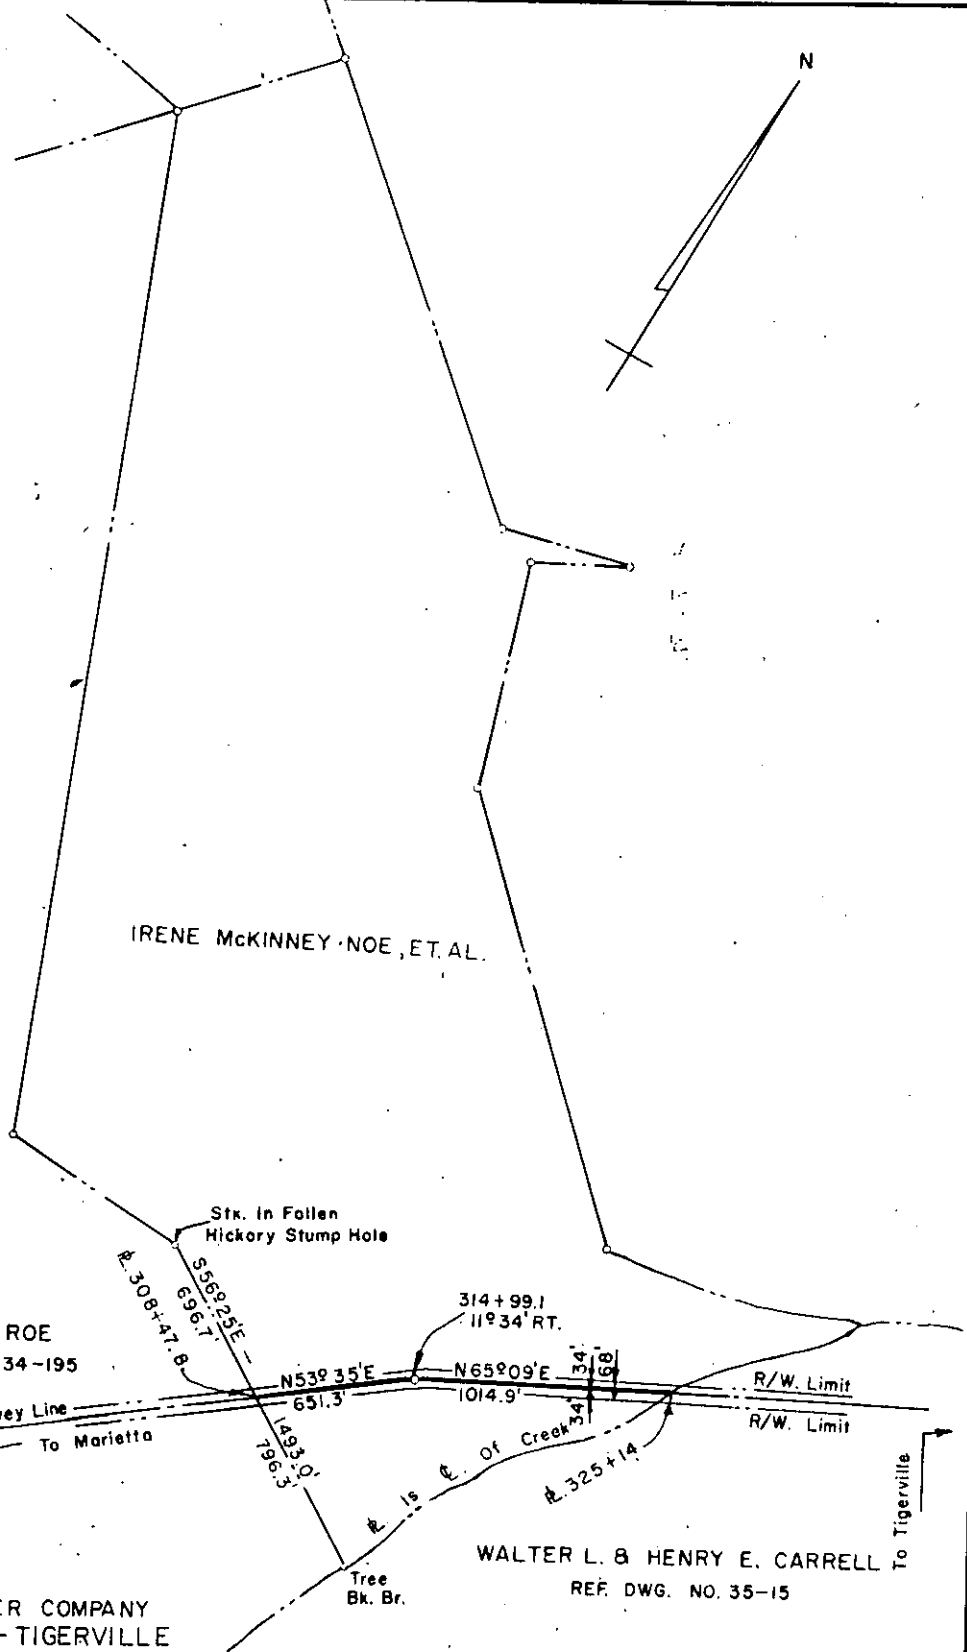 N
IRENE McKINNEY NOE, ET. AL.
Stk. In Fallen
Hickory Stump Hole
S56°25'E
696.7'
℄ 308+47.8
314+99.1
11°34' RT.
ROE
34-195
N53°35'E
651.3'
N65°09'E
1014.9'
34'
68'
34'
R/W. Limit
R/W. Limit
vey Line
To Marietta
1493.0'
796.3'
℄ Is ℄ Of Creek
℄ 325+14
To Tigerville
WALTER L. & HENRY E. CARRELL
REF. DWG. NO. 35-15
Tree
Bk. Br.
ER COMPANY
- TIGERVILLE